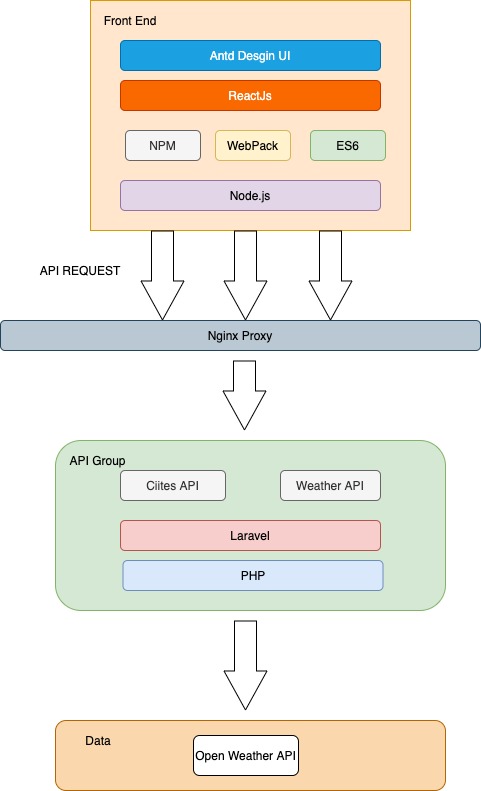 Front End
Antd Desgin UI
ReactJs
NPM
WebPack
ES6
Node.js
API REQUEST
Nginx Proxy
API Group
Ciites API
Weather API
Laravel
PHP
Data
Open Weather API